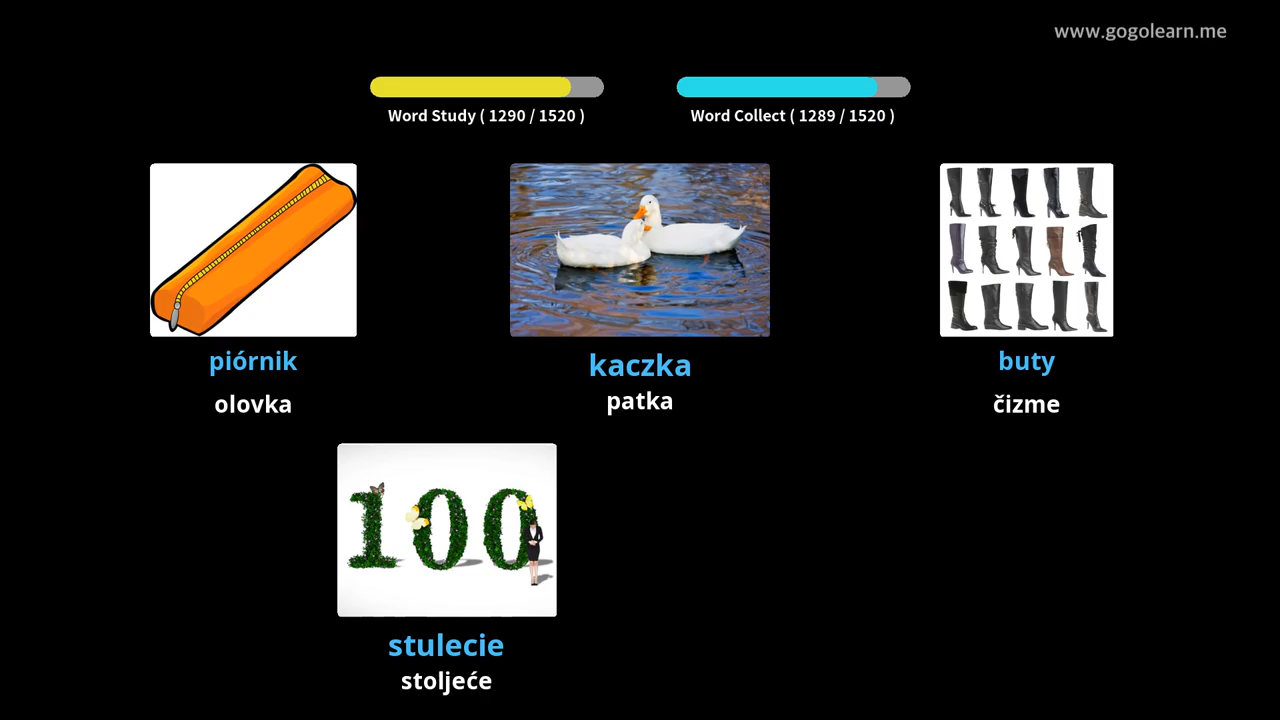 www.gogolearn.me
Word Study ( 1290 / 1520 )
Word Collect ( 1289 / 1520 )
piórnik
olovka
kaczka
patka
buty
čizme
100
stulecie
stoljeće